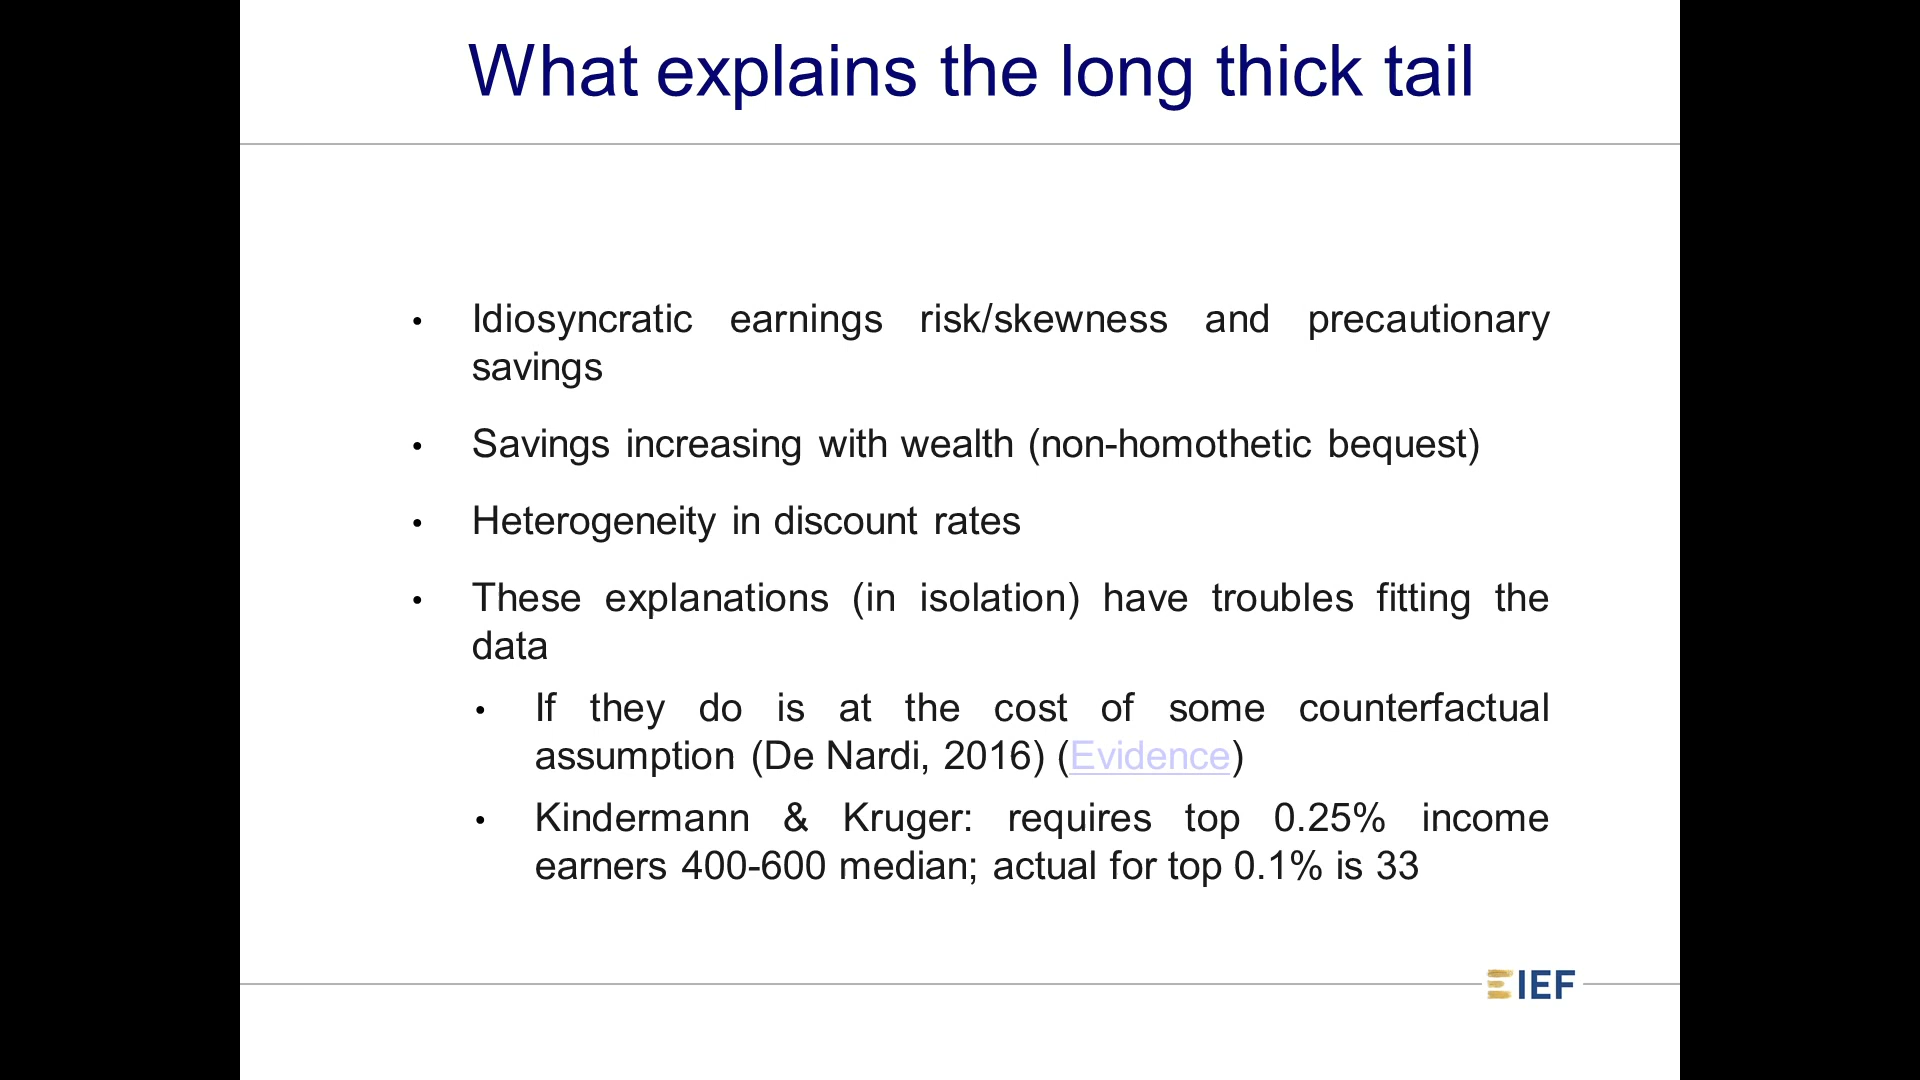 What explains the long thick tail
• Idiosyncratic earnings risk/skewness and precautionary
savings
• Savings increasing with wealth (non-homothetic bequest)
• Heterogeneity in discount rates
• These explanations (in isolation) have troubles fitting the
data
• If they do is at the cost of some counterfactual
assumption (De Nardi, 2016) (Evidence)
• Kindermann & Kruger: requires top 0.25% income
earners 400-600 median; actual for top 0.1% is 33
EIEF